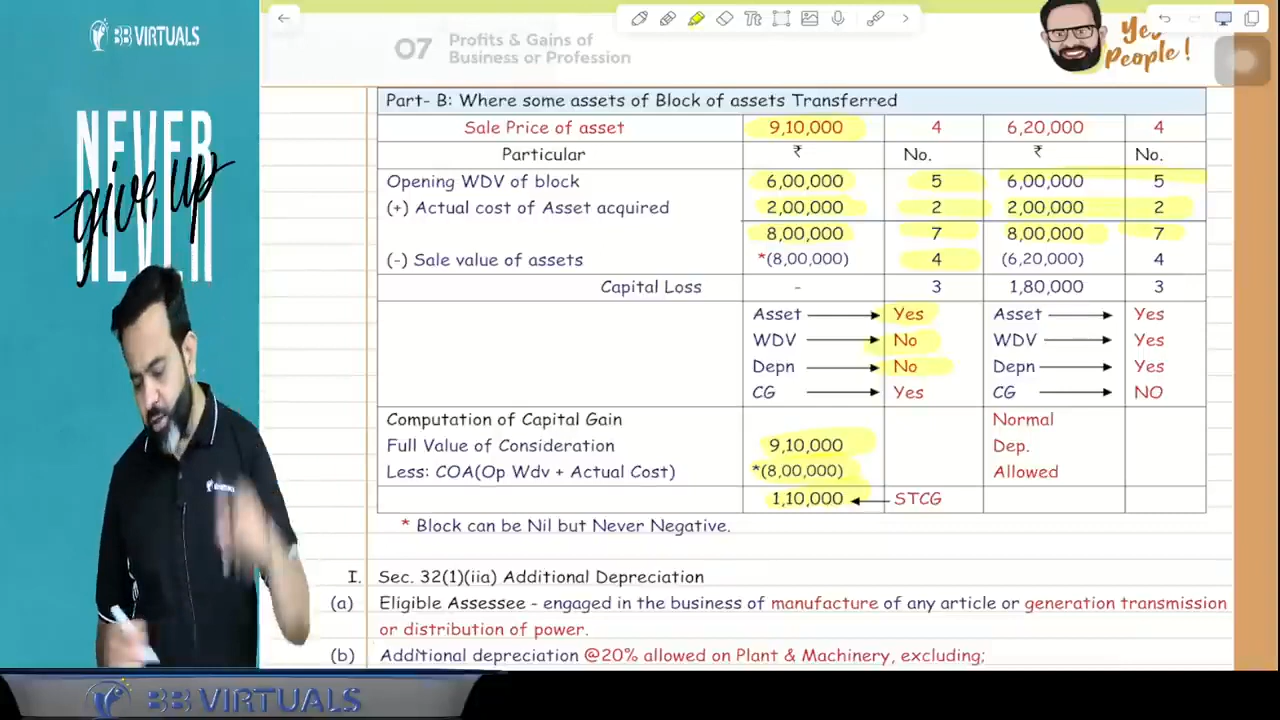 BB VIRTUALS
NEVER
give up
NEVER
07 Profits & Gains of
Business or Profession
Yes
People !
Part- B: Where some assets of Block of assets Transferred
Sale Price of asset 9,10,000 4 6,20,000 4
Particular ₹ No. ₹ No.
Opening WDV of block 6,00,000 5 6,00,000 5
(+) Actual cost of Asset acquired 2,00,000 2 2,00,000 2
8,00,000 7 8,00,000 7
(-) Sale value of assets *(8,00,000) 4 (6,20,000) 4
Capital Loss - 3 1,80,000 3
Asset Yes Asset Yes
WDV No WDV Yes
Depn No Depn Yes
CG Yes CG NO
Computation of Capital Gain Normal
Full Value of Consideration 9,10,000 Dep.
Less: COA(Op Wdv + Actual Cost) *(8,00,000) Allowed
1,10,000 STCG
* Block can be Nil but Never Negative.
I. Sec. 32(1)(iia) Additional Depreciation
(a) Eligible Assessee - engaged in the business of manufacture of any article or generation transmission
or distribution of power.
(b) Additional depreciation @20% allowed on Plant & Machinery, excluding;
BB VIRTUALS